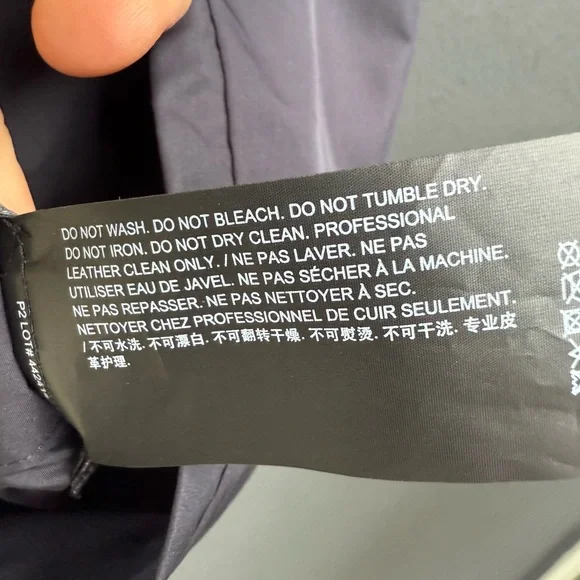 DO NOT WASH. DO NOT BLEACH. DO NOT TUMBLE DRY.
DO NOT IRON. DO NOT DRY CLEAN. PROFESSIONAL
LEATHER CLEAN ONLY. / NE PAS LAVER. NE PAS
UTILISER EAU DE JAVEL. NE PAS SÉCHER À LA MACHINE.
NE PAS REPASSER. NE PAS NETTOYER À SEC.
NETTOYER CHEZ PROFESSIONNEL DE CUIR SEULEMENT.
/ 不可水洗. 不可漂白. 不可翻转干燥. 不可熨烫. 不可干洗. 专业皮
革护理.
P2 LOT#